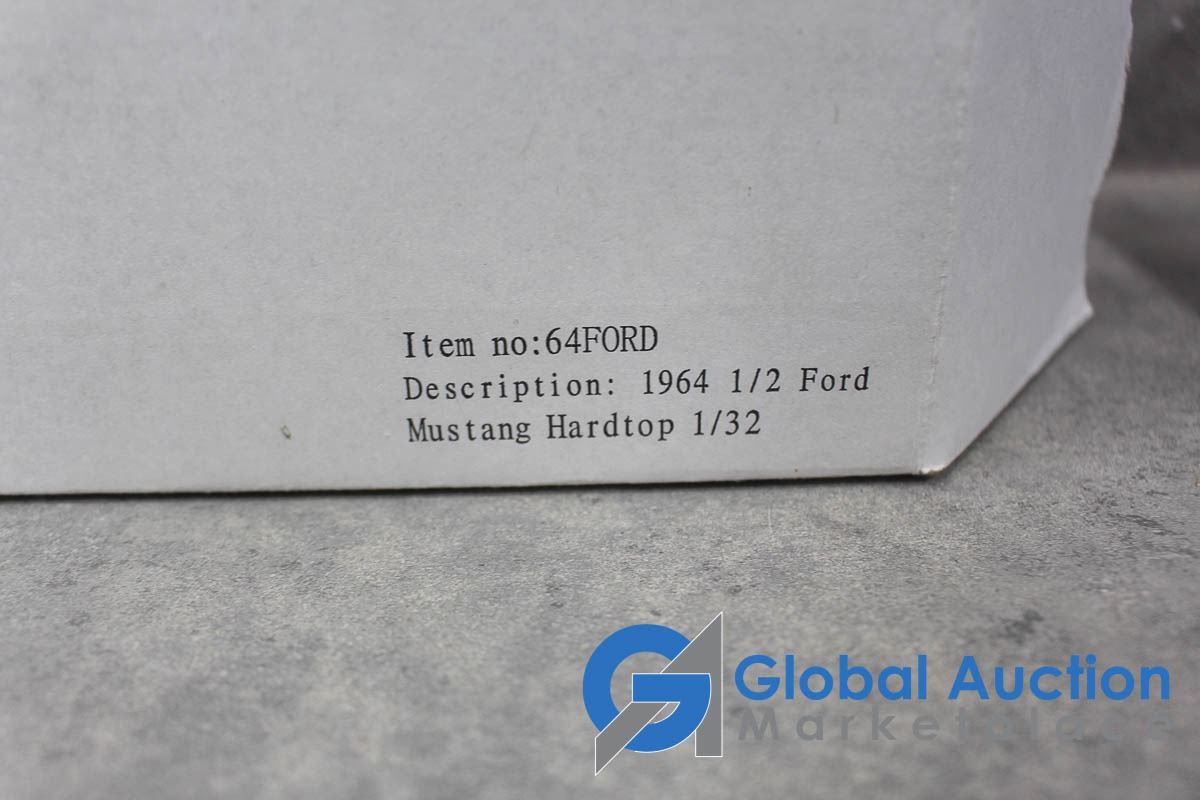 Item no:64FORD
Description: 1964 1/2 Ford
Mustang Hardtop 1/32
Global Auction
Marketplace